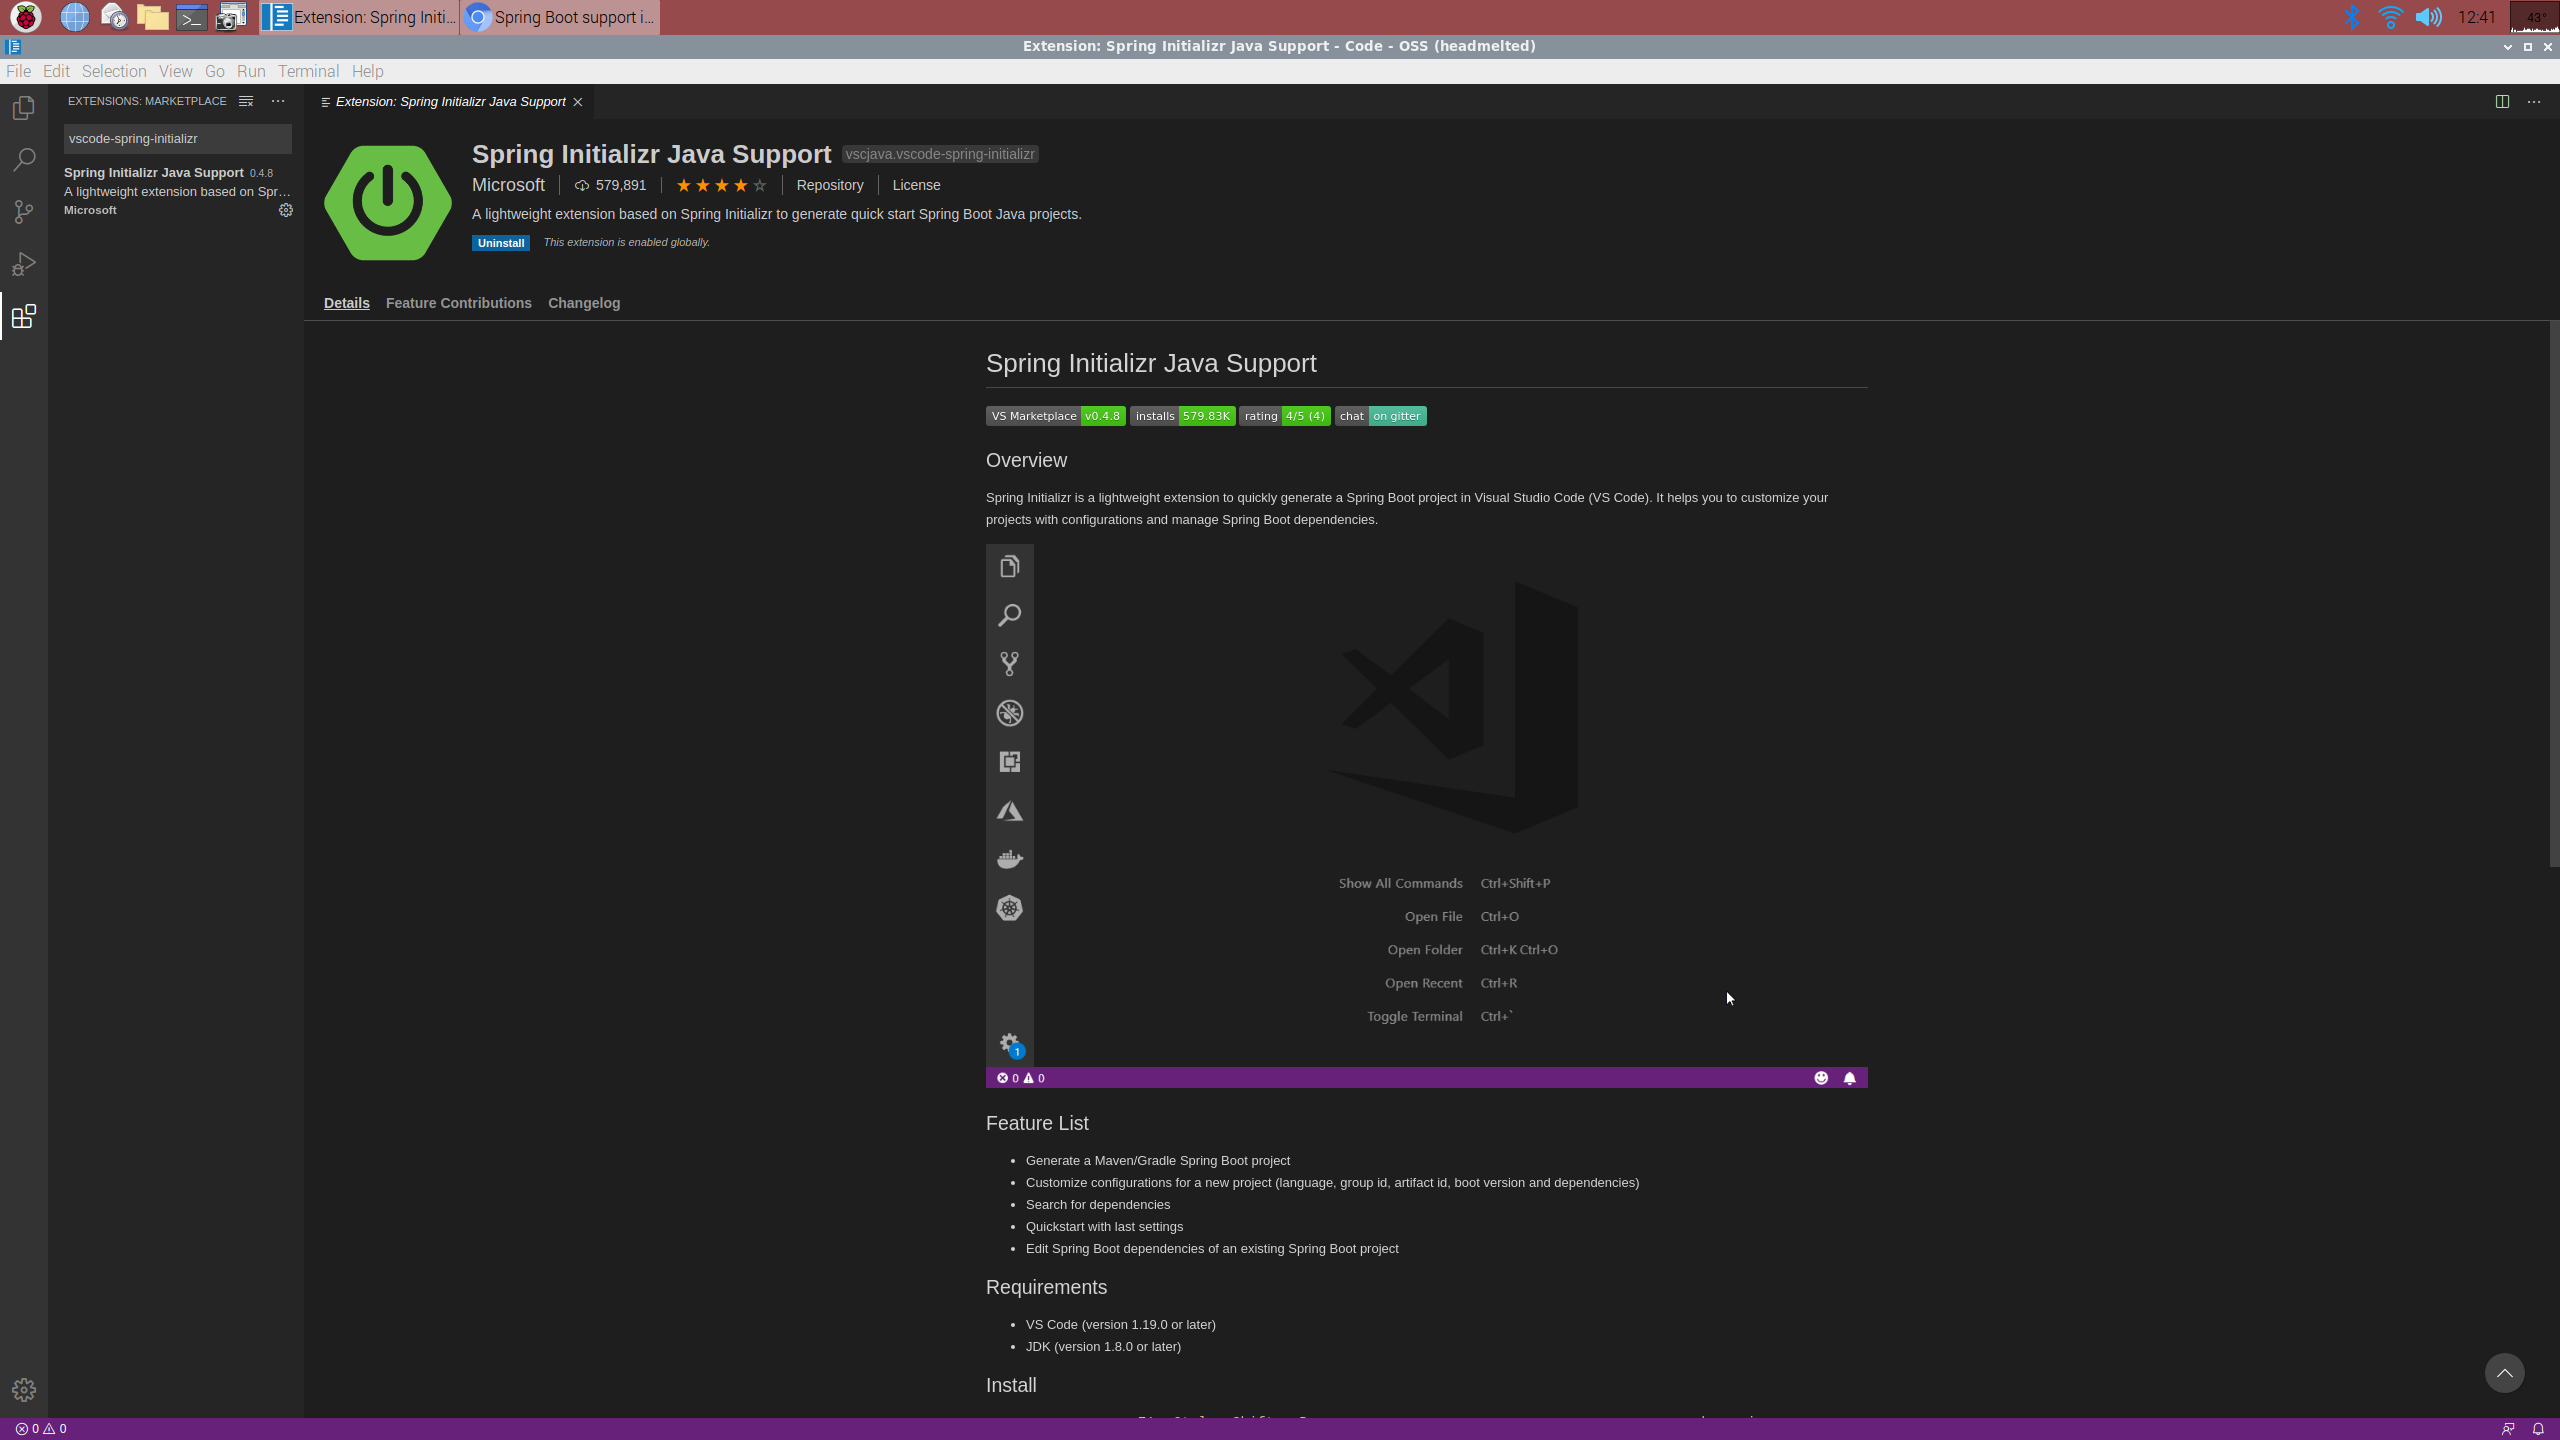 Extension: Spring Initi...
Spring Boot support i...
12:41
43°
Extension: Spring Initializr Java Support - Code - OSS (headmelted)
File Edit Selection View Go Run Terminal Help
EXTENSIONS: MARKETPLACE
vscode-spring-initializr
Spring Initializr Java Support 0.4.8
A lightweight extension based on Spr...
Microsoft
Extension: Spring Initializr Java Support
Spring Initializr Java Support vscjava.vscode-spring-initializr
Microsoft 579,891 Repository License
A lightweight extension based on Spring Initializr to generate quick start Spring Boot Java projects.
Uninstall This extension is enabled globally.
Details Feature Contributions Changelog
Spring Initializr Java Support
VS Marketplace v0.4.8 installs 579.83K rating 4/5 (4) chat on gitter
Overview
Spring Initializr is a lightweight extension to quickly generate a Spring Boot project in Visual Studio Code (VS Code). It helps you to customize your
projects with configurations and manage Spring Boot dependencies.
Show All Commands Ctrl+Shift+P
Open File Ctrl+O
Open Folder Ctrl+K Ctrl+O
Open Recent Ctrl+R
Toggle Terminal Ctrl+`
1
0 0
Feature List
• Generate a Maven/Gradle Spring Boot project
• Customize configurations for a new project (language, group id, artifact id, boot version and dependencies)
• Search for dependencies
• Quickstart with last settings
• Edit Spring Boot dependencies of an existing Spring Boot project
Requirements
• VS Code (version 1.19.0 or later)
• JDK (version 1.8.0 or later)
Install
0 0